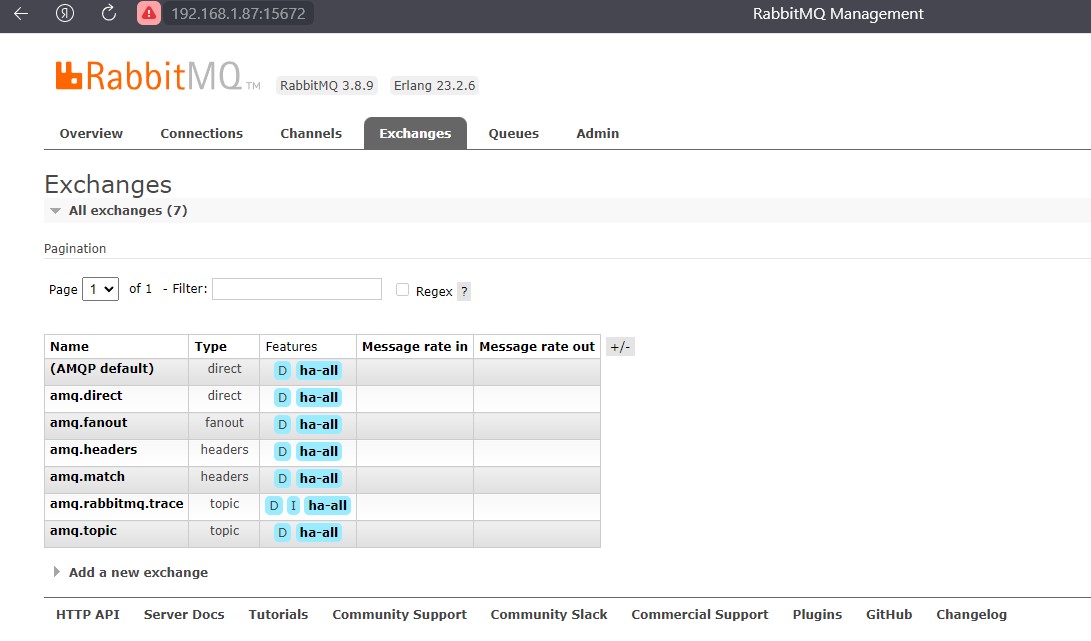 192.168.1.87:15672 RabbitMQ Management
RabbitMQ TM RabbitMQ 3.8.9 Erlang 23.2.6
Overview Connections Channels Exchanges Queues Admin
Exchanges
All exchanges (7)
Pagination
Page 1 of 1 - Filter: Regex ?
Name Type Features Message rate in Message rate out +/-
(AMQP default) direct D ha-all
amq.direct direct D ha-all
amq.fanout fanout D ha-all
amq.headers headers D ha-all
amq.match headers D ha-all
amq.rabbitmq.trace topic D I ha-all
amq.topic topic D ha-all
Add a new exchange
HTTP API Server Docs Tutorials Community Support Community Slack Commercial Support Plugins GitHub Changelog